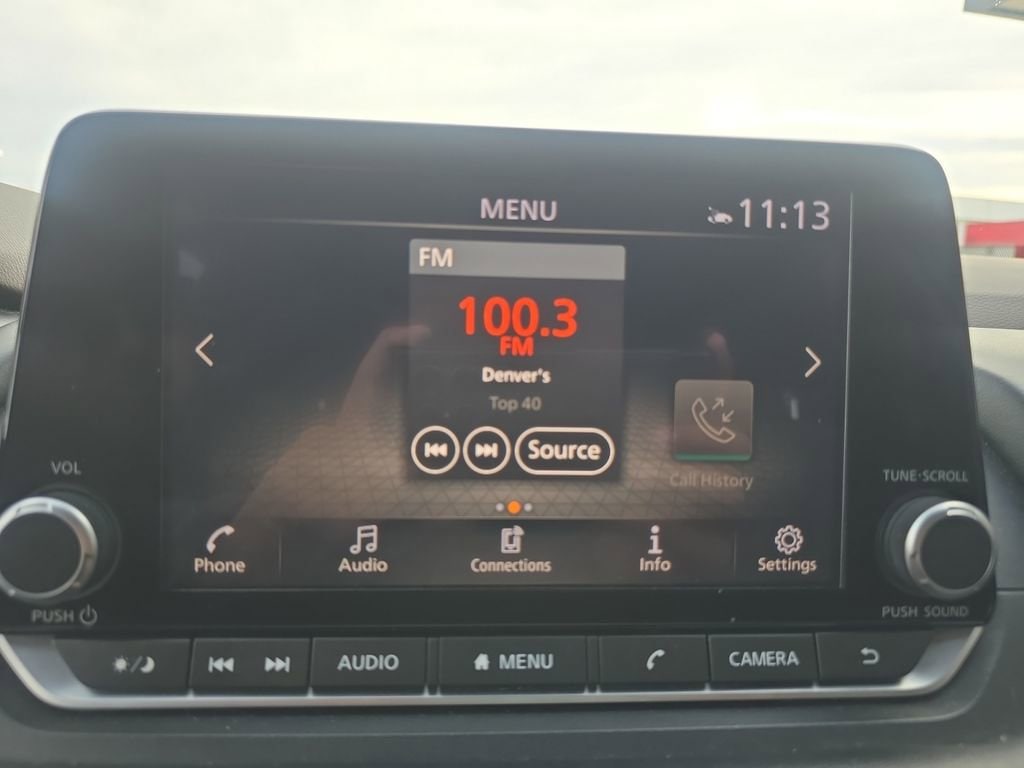 MENU
11:13
FM
100.3
FM
Denver's
Top 40
Source
Call History
VOL
TUNE·SCROLL
Phone
Audio
Connections
Info
Settings
PUSH
PUSH SOUND
AUDIO
MENU
CAMERA